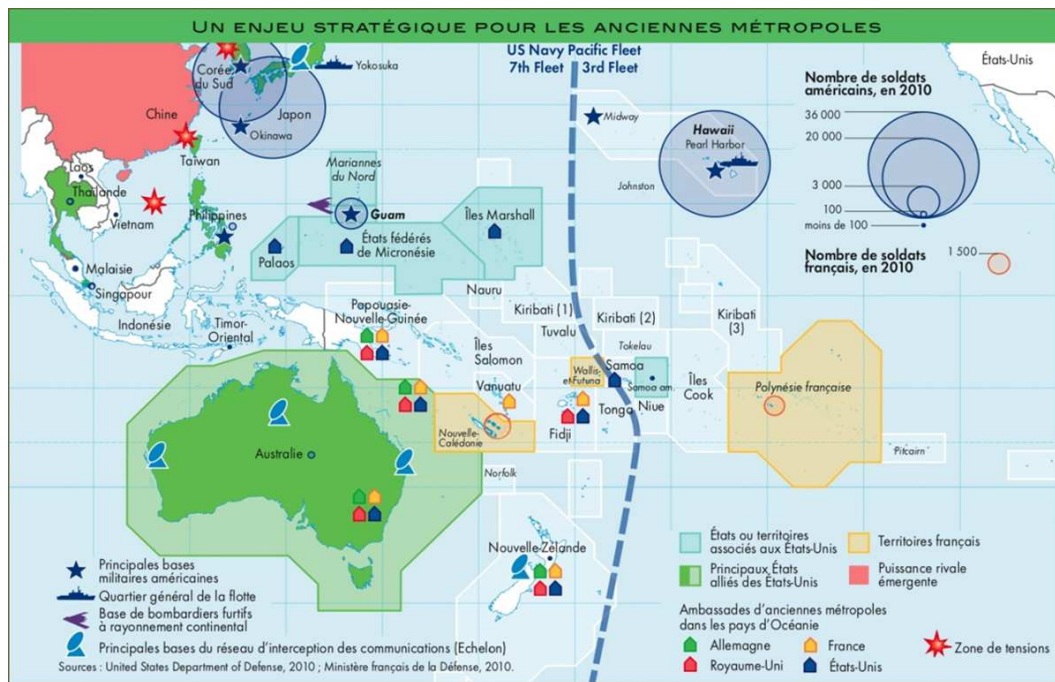 UN ENJEU STRATÉGIQUE POUR LES ANCIENNES MÉTROPOLES
US Navy Pacific Fleet
7th Fleet
3rd Fleet
États-Unis
Corée
du Sud
Yokosuka
Japon
Okinawa
Chine
Taiwan
Laos
Thaïlande
Vietnam
Philippines
Malaisie
Singapour
Indonésie
Timor-
Oriental
Mariannes
du Nord
Guam
Palaos
États fédérés
de Micronésie
Îles Marshall
Nauru
Midway
Hawaii
Pearl Harbor
Johnston
Kiribati (1)
Kiribati (2)
Kiribati (3)
Papouasie-
Nouvelle-Guinée
Îles
Salomon
Tuvalu
Tokelau
Wallis-
et-Futuna
Samoa
Samoa am.
Vanuatu
Fidji
Tonga
Niue
Îles
Cook
Polynésie française
Pitcairn
Nouvelle-
Calédonie
Norfolk
Australie
Nouvelle-Zélande
Nombre de soldats
américains, en 2010
36 000
20 000
3 000
100
moins de 100
Nombre de soldats
français, en 2010
1 500
Principales bases
militaires américaines
Quartier général de la flotte
Base de bombardiers furtifs
à rayonnement continental
Principales bases du réseau d'interception des communications (Echelon)
Sources : United States Department of Defense, 2010 ; Ministère français de la Défense, 2010.
États ou territoires
associés aux États-Unis
Principaux États
alliés des États-Unis
Territoires français
Puissance rivale
émergente
Ambassades d'anciennes métropoles
dans les pays d'Océanie
Allemagne
France
Royaume-Uni
États-Unis
Zone de tensions